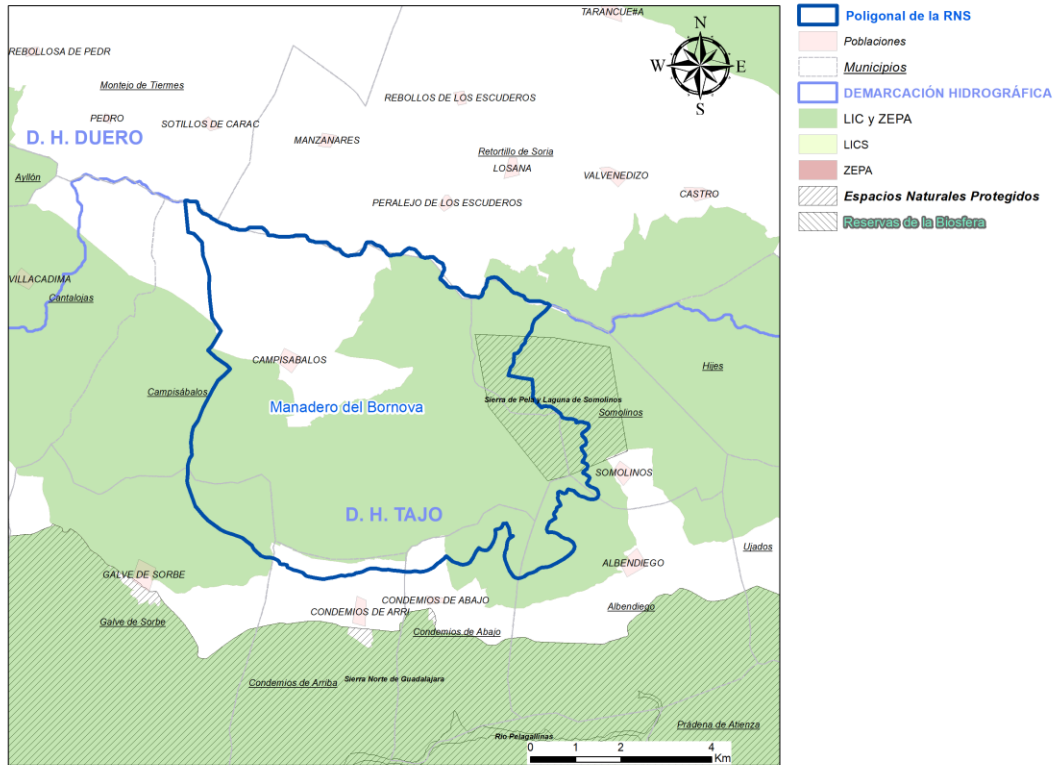 TARANCUE#A
REBOLLOSA DE PEDR
N
W
E
S
Montejo de Tiermes
REBOLLOS DE LOS ESCUDEROS
PEDRO
SOTILLOS DE CARAC
D. H. DUERO
MANZANARES
Retortillo de Soria
LOSANA
Ayllón
VALVENEDIZO
CASTRO
PERALEJO DE LOS ESCUDEROS
VILLACADIMA
Cantalojas
CAMPISABALOS
Hijes
Campisábalos
Manadero del Bornova
Sierra de Pela y Laguna de Somolinos
Somolinos
SOMOLINOS
D. H. TAJO
Ujados
ALBENDIEGO
GALVE DE SORBE
CONDEMIOS DE ABAJO
CONDEMIOS DE ARRI
Albendiego
Galve de Sorbe
Condemios de Abajo
Condemios de Arriba
Sierra Norte de Guadalajara
Prádena de Atienza
Rio Pelagallinas
0 1 2 4
Km
Poligonal de la RNS
Poblaciones
Municipios
DEMARCACIÓN HIDROGRÁFICA
LIC y ZEPA
LICS
ZEPA
Espacios Naturales Protegidos
Reservas de la Biosfera